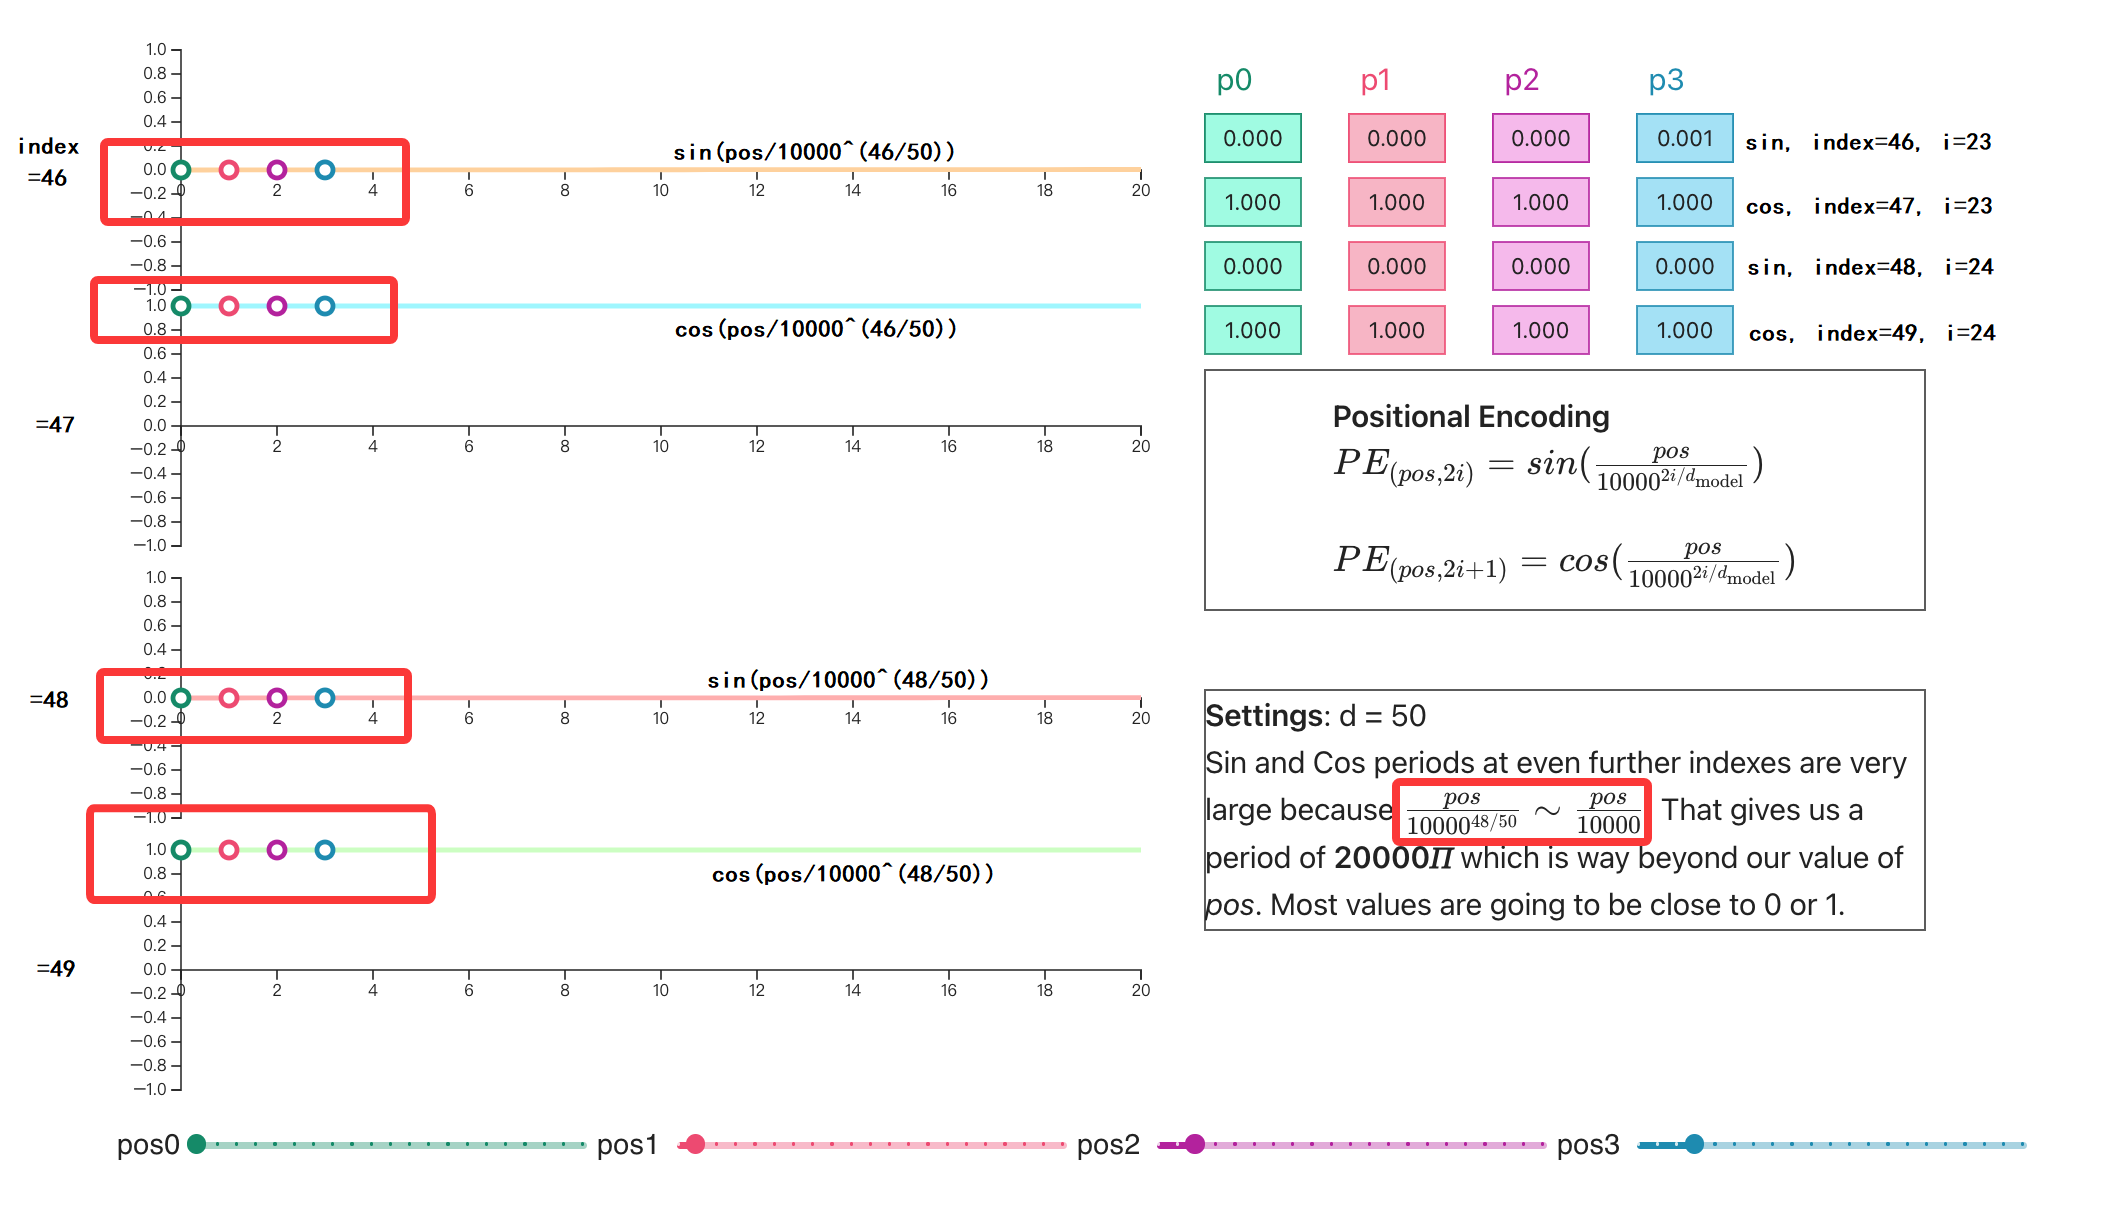 1.0
0.8
0.6
0.4
0.2
0.0
−0.2
−0.4
−0.6
−0.8
−1.0
0 2 4 6 8 10 12 14 16 18 20
index
=46
sin(pos/10000^(46/50))
1.0
0.8
0.6
0.4
0.2
0.0
−0.2
−0.4
−0.6
−0.8
−1.0
0 2 4 6 8 10 12 14 16 18 20
=47
cos(pos/10000^(46/50))
1.0
0.8
0.6
0.4
0.2
0.0
−0.2
−0.4
−0.6
−0.8
−1.0
0 2 4 6 8 10 12 14 16 18 20
=48
sin(pos/10000^(48/50))
1.0
0.8
0.6
0.4
0.2
0.0
−0.2
−0.4
−0.6
−0.8
−1.0
0 2 4 6 8 10 12 14 16 18 20
=49
cos(pos/10000^(48/50))
p0 p1 p2 p3
0.000 0.000 0.000 0.001 sin, index=46, i=23
1.000 1.000 1.000 1.000 cos, index=47, i=23
0.000 0.000 0.000 0.000 sin, index=48, i=24
1.000 1.000 1.000 1.000 cos, index=49, i=24
Positional Encoding
PE(pos,2i) = sin(pos/10000^2i/d_model)
PE(pos,2i+1) = cos(pos/10000^2i/d_model)
Settings: d = 50
Sin and Cos periods at even further indexes are very
large because pos/10000^48/50 ∼ pos/10000 That gives us a
period of 20000Π which is way beyond our value of
pos. Most values are going to be close to 0 or 1.
pos0 pos1 pos2 pos3